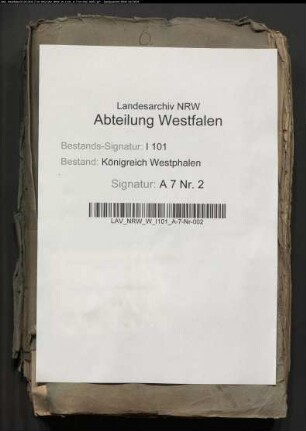 Landesarchiv NRW
Abteilung Westfalen
Bestands-Signatur: I 101
Bestand: Königreich Westphalen
Signatur: A 7 Nr. 2
LAV_NRW_W_I101_A-7-Nr-002